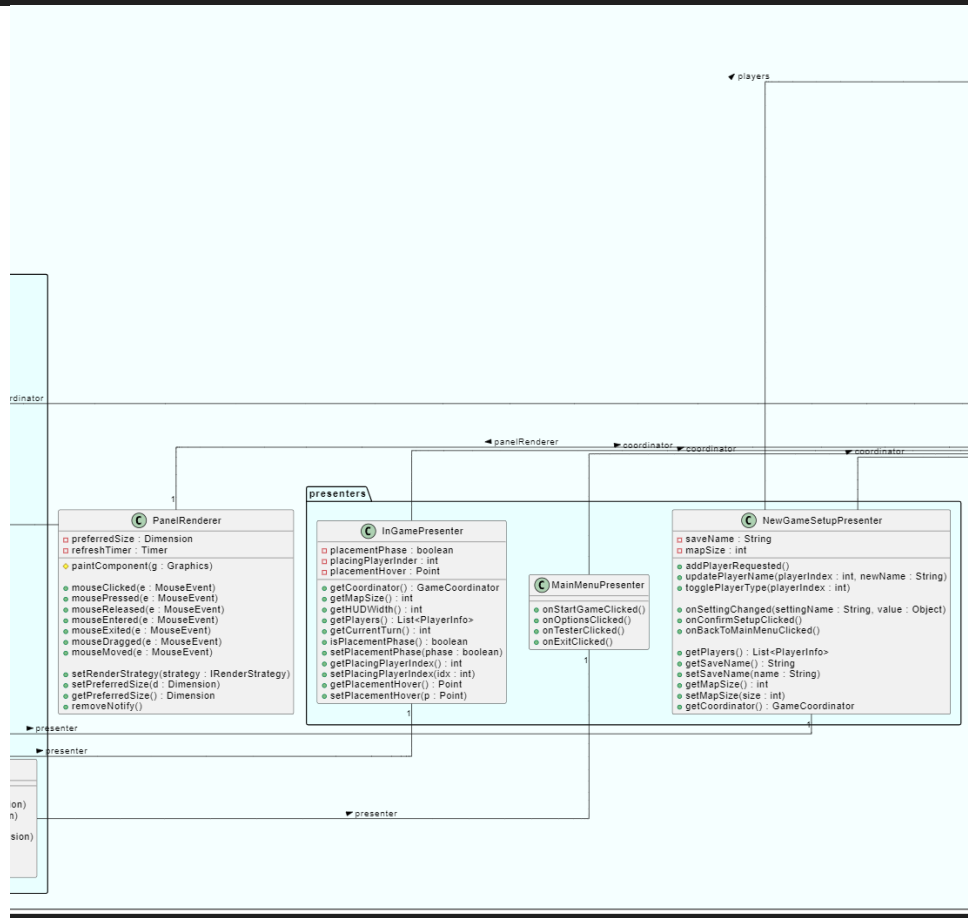 players
rdinator
panelRenderer
coordinator
coordinator
coordinator
1
presenters
C PanelRenderer
preferredSize : Dimension
refreshTimer : Timer
paintComponent(g : Graphics)
mouseClicked(e : MouseEvent)
mousePressed(e : MouseEvent)
mouseReleased(e : MouseEvent)
mouseEntered(e : MouseEvent)
mouseExited(e : MouseEvent)
mouseDragged(e : MouseEvent)
mouseMoved(e : MouseEvent)
setRenderStrategy(strategy : IRenderStrategy)
setPreferredSize(d : Dimension)
getPreferredSize() : Dimension
removeNotify()
C InGamePresenter
placementPhase : boolean
placingPlayerInder : int
placementHover : Point
getCoordinator() : GameCoordinator
getMapSize() : int
getHUDWidth() : int
getPlayers() : List<PlayerInfo>
getCurrentTurn() : int
isPlacementPhase() : boolean
setPlacementPhase(phase : boolean)
getPlacingPlayerIndex() : int
setPlacingPlayerIndex(idx : int)
getPlacementHover() : Point
setPlacementHover(p : Point)
1
C MainMenuPresenter
onStartGameClicked()
onOptionsClicked()
onTesterClicked()
onExitClicked()
1
C NewGameSetupPresenter
saveName : String
mapSize : int
addPlayerRequested()
updatePlayerName(playerIndex : int, newName : String)
togglePlayerType(playerIndex : int)
onSettingChanged(settingName : String, value : Object)
onConfirmSetupClicked()
onBackToMainMenuClicked()
getPlayers() : List<PlayerInfo>
getSaveName() : String
setSaveName(name : String)
getMapSize() : int
setMapSize(size : int)
getCoordinator() : GameCoordinator
1
presenter
presenter
on)
n)
presenter
sion)